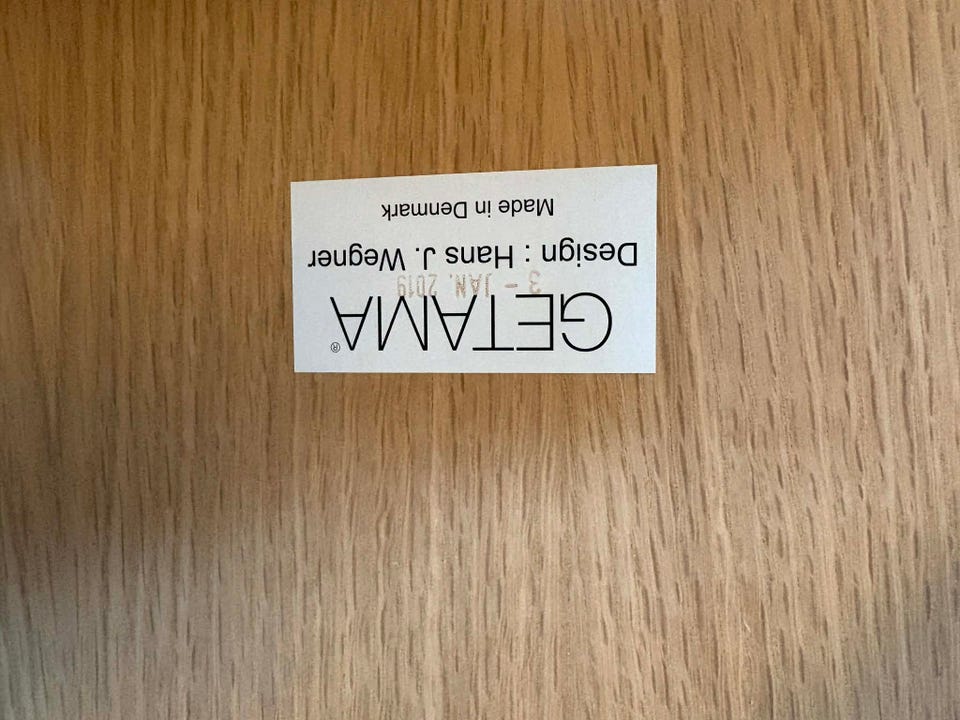 GETAMA®
3 - JAN. 2019
Design : Hans J. Wegner
Made in Denmark